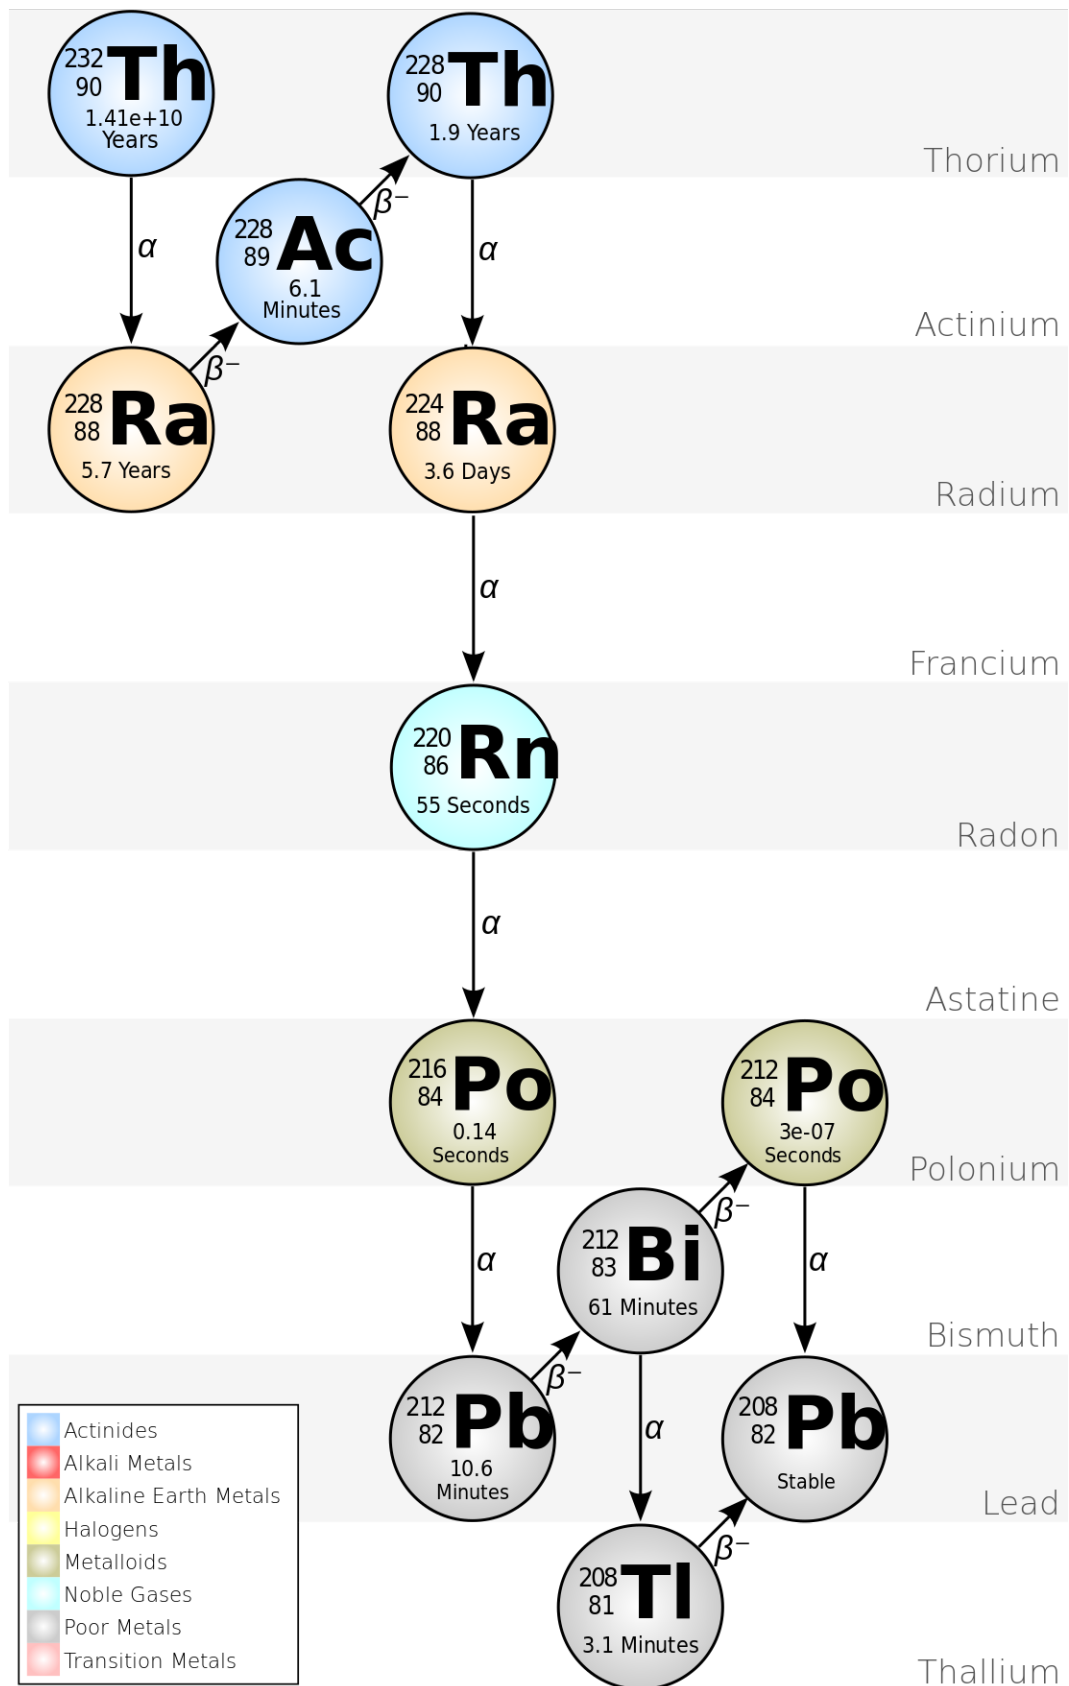 232
90
Th
1.41e+10
Years
228
90
Th
1.9 Years
Thorium
α
β⁻
228
89
Ac
6.1
Minutes
α
Actinium
β⁻
228
88
Ra
5.7 Years
224
88
Ra
3.6 Days
Radium
α
Francium
220
86
Rn
55 Seconds
Radon
α
Astatine
216
84
Po
0.14
Seconds
212
84
Po
3e-07
Seconds
Polonium
α
β⁻
212
83
Bi
61 Minutes
α
Bismuth
β⁻
212
82
Pb
10.6
Minutes
α
208
82
Pb
Stable
Lead
β⁻
208
81
Tl
3.1 Minutes
Thallium
Actinides
Alkali Metals
Alkaline Earth Metals
Halogens
Metalloids
Noble Gases
Poor Metals
Transition Metals